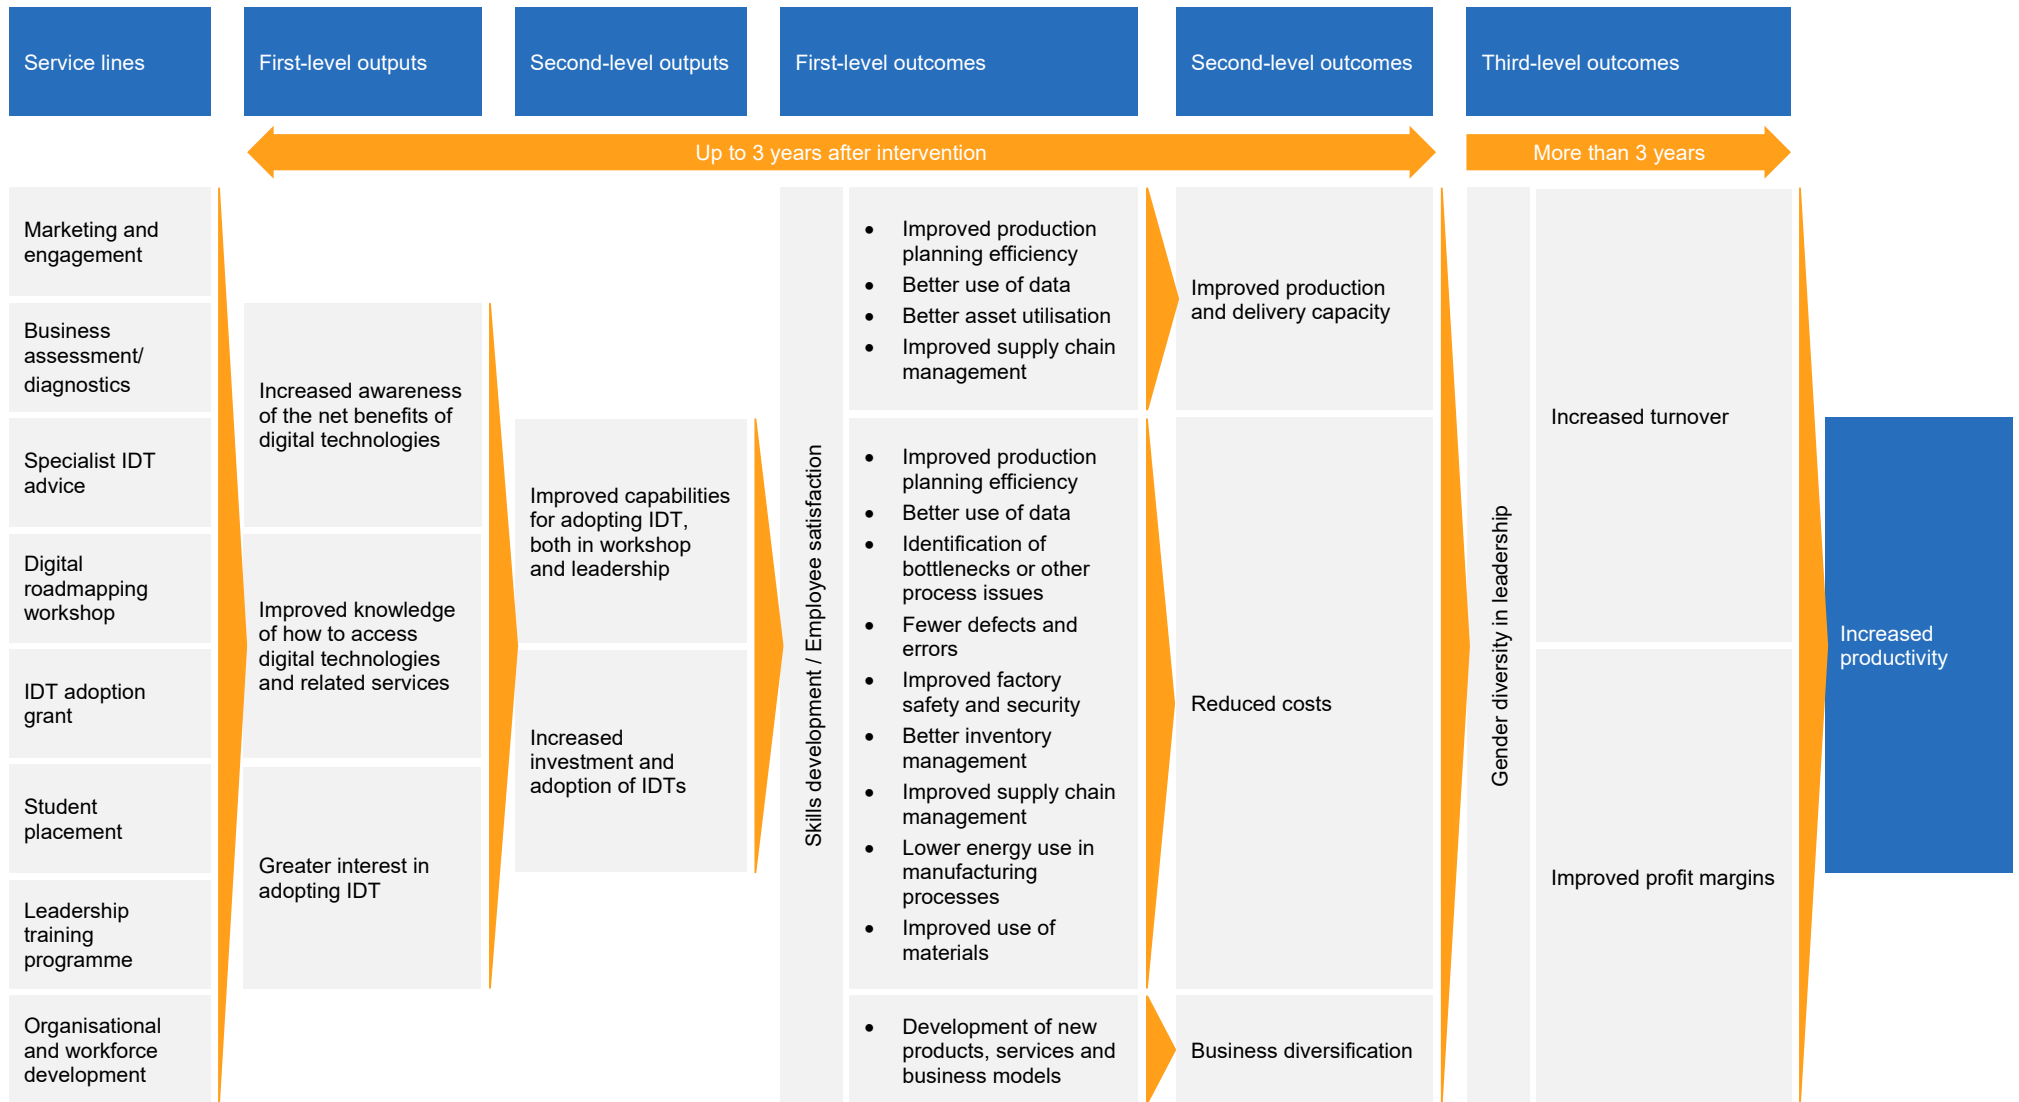 Service lines
First-level outputs
Second-level outputs
First-level outcomes
Second-level outcomes
Third-level outcomes
Up to 3 years after intervention
More than 3 years
Marketing and
engagement
Business
assessment/
diagnostics
Specialist IDT
advice
Digital
roadmapping
workshop
IDT adoption
grant
Student
placement
Leadership
training
programme
Organisational
and workforce
development
Increased awareness
of the net benefits of
digital technologies
Improved knowledge
of how to access
digital technologies
and related services
Greater interest in
adopting IDT
Improved capabilities
for adopting IDT,
both in workshop
and leadership
Increased
investment and
adoption of IDTs
Skills development / Employee satisfaction
• Improved production
planning efficiency
• Better use of data
• Better asset utilisation
• Improved supply chain
management
• Improved production
planning efficiency
• Better use of data
• Identification of
bottlenecks or other
process issues
• Fewer defects and
errors
• Improved factory
safety and security
• Better inventory
management
• Improved supply chain
management
• Lower energy use in
manufacturing
processes
• Improved use of
materials
• Development of new
products, services and
business models
Improved production
and delivery capacity
Reduced costs
Business diversification
Gender diversity in leadership
Increased turnover
Improved profit margins
Increased
productivity